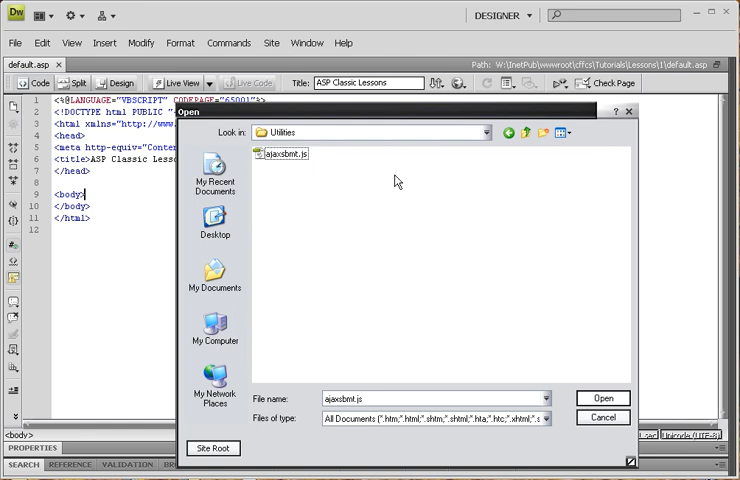 Dw
DESIGNER
File Edit View Insert Modify Format Commands Site Window Help
default.asp × Path: W:\InetPub\wwwroot\cffcs\Tutorials\Lessons\1\default.asp
Code Split Design Live View Live Code Title: ASP Classic Lessons Check Page
1 <%@LANGUAGE="VBSCRIPT" CODEPAGE="65001"%>
2 <!DOCTYPE html PUBLIC "
3 <html xmlns="http://www.
4 <head>
5 <meta http-equiv="Conten
6 <title>ASP Classic Lesso
7 </head>
8
9 <body>
10 </body>
11 </html>
12
Open
Look in: Utilities
ajaxsbmt.js
My Recent Documents
Desktop
My Documents
My Computer
My Network Places
File name: ajaxsbmt.js Open
Files of type: All Documents (*.htm;*.html;*.shtm;*.shtml;*.hta;*.htc;*.xhtml;*.s Cancel
Site Root
<body> 1 sec Unicode (UTF-8)
PROPERTIES
SEARCH REFERENCE VALIDATION BR